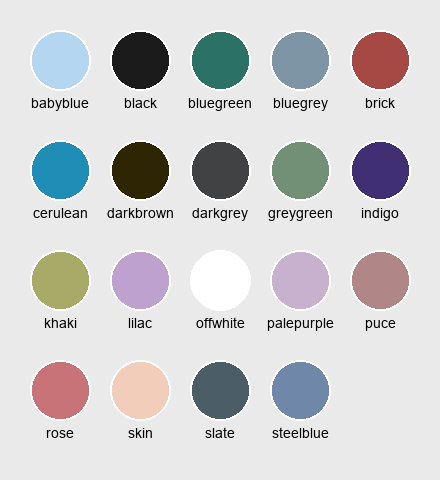 babyblue black bluegreen bluegrey brick
cerulean darkbrown darkgrey greygreen indigo
khaki lilac offwhite palepurple puce
rose skin slate steelblue